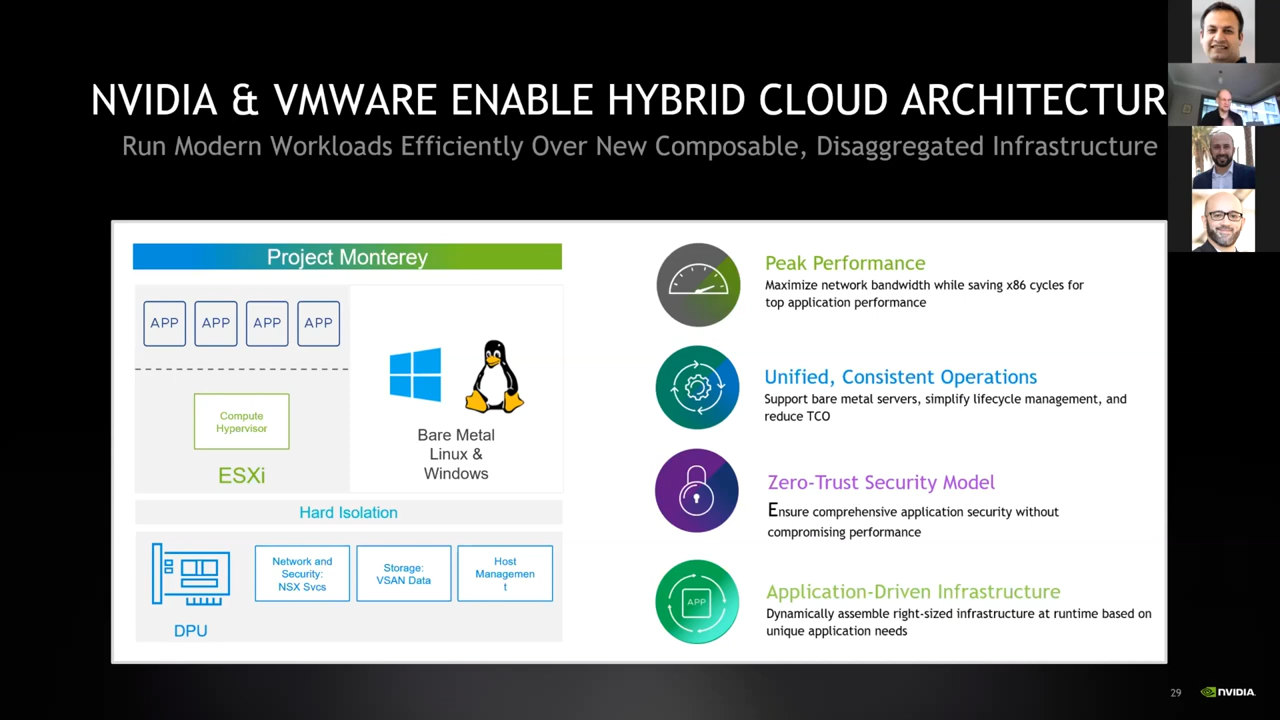 NVIDIA & VMWARE ENABLE HYBRID CLOUD ARCHITECTUR
Run Modern Workloads Efficiently Over New Composable, Disaggregated Infrastructure
Project Monterey
APP APP APP APP
Compute
Hypervisor
ESXi
Bare Metal
Linux &
Windows
Hard Isolation
DPU
Network and
Security:
NSX Svcs
Storage:
VSAN Data
Host
Managemen
t
Peak Performance
Maximize network bandwidth while saving x86 cycles for
top application performance
Unified, Consistent Operations
Support bare metal servers, simplify lifecycle management, and
reduce TCO
Zero-Trust Security Model
Ensure comprehensive application security without
compromising performance
APP
Application-Driven Infrastructure
Dynamically assemble right-sized infrastructure at runtime based on
unique application needs
29
NVIDIA.